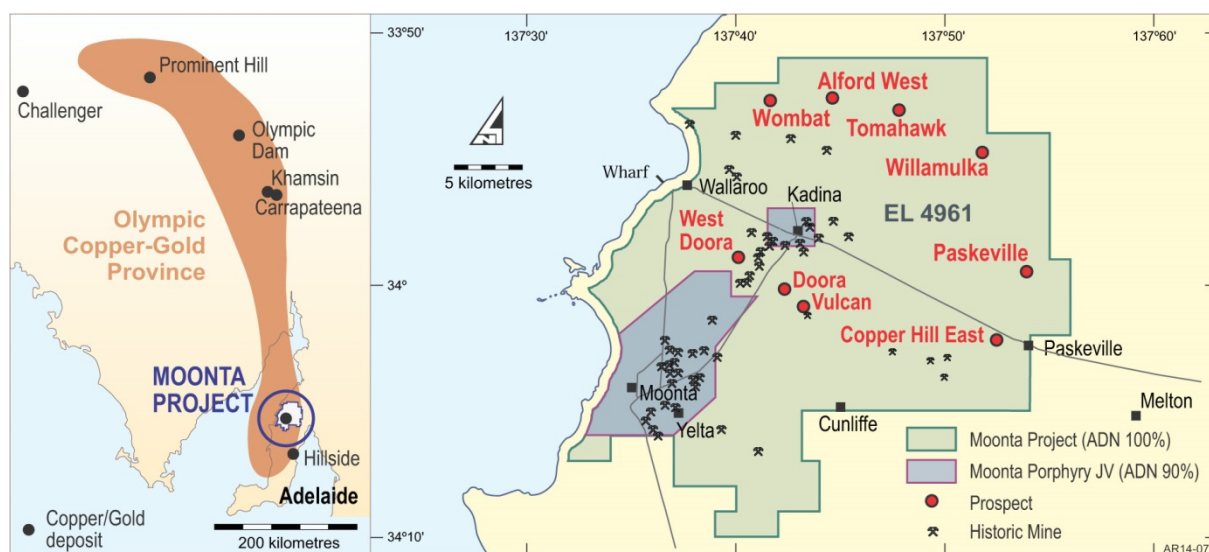 Prominent Hill
Challenger
Olympic
Dam
Khamsin
Carrapateena
Olympic
Copper-Gold
Province
MOONTA
PROJECT
Hillside
Adelaide
Copper/Gold
deposit
200 kilometres
33°50'
137°30'
137°40'
137°50'
137°60'
N
5 kilometres
Alford West
Wombat
Tomahawk
Willamulka
Wharf
Wallaroo
Kadina
EL 4961
West
Doora
Paskeville
34°
Doora
Vulcan
Copper Hill East
Paskeville
Moonta
Yelta
Cunliffe
Melton
Moonta Project (ADN 100%)
Moonta Porphyry JV (ADN 90%)
Prospect
Historic Mine
34°10'
AR14-07